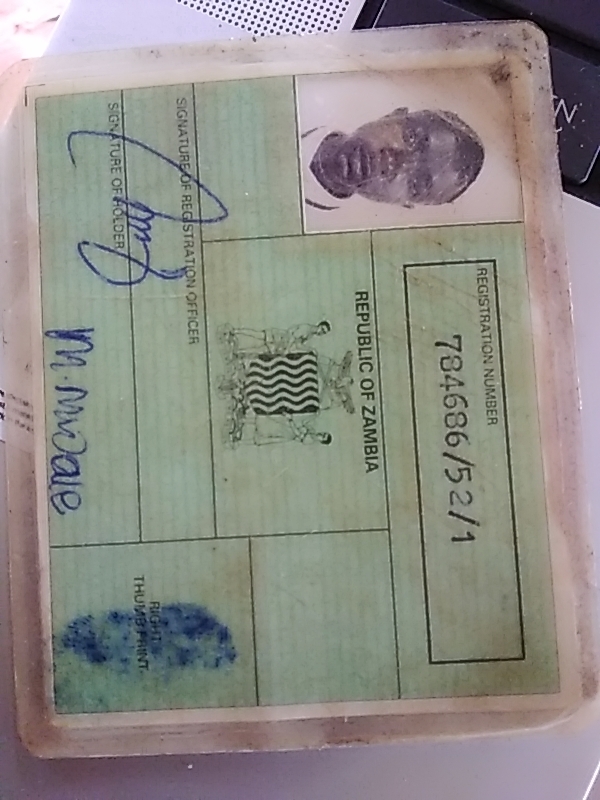 REGISTRATION NUMBER
784686/52/1
REPUBLIC OF ZAMBIA
SIGNATURE OF REGISTRATION OFFICER
SIGNATURE OF HOLDER
RIGHT
THUMB PRINT